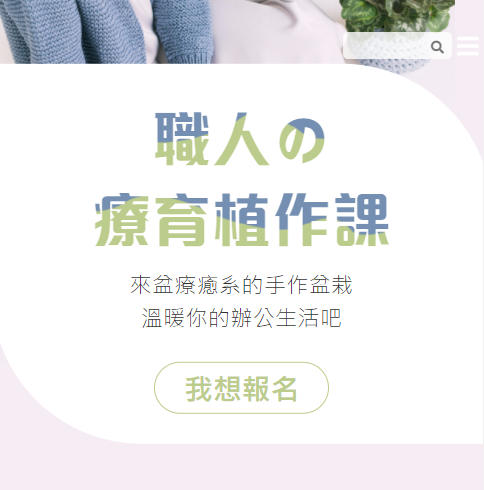 職人の
療育植作課
來盆療癒系的手作盆栽
溫暖你的辦公生活吧
我想報名